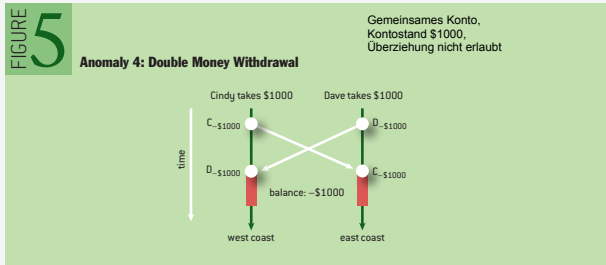 FIGURE 5
Gemeinsames Konto,
Kontostand $1000,
Überziehung nicht erlaubt
Anomaly 4: Double Money Withdrawal
Cindy takes $1000 Dave takes $1000
C–$1000 D–$1000
time
D–$1000 C–$1000
balance: –$1000
west coast east coast